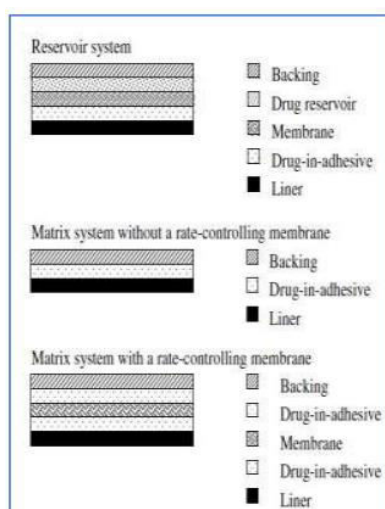 Reservoir system
Backing
Drug reservoir
Membrane
Drug-in-adhesive
Liner
Matrix system without a rate-controlling membrane
Backing
Drug-in-adhesive
Liner
Matrix system with a rate-controlling membrane
Backing
Drug-in-adhesive
Membrane
Drug-in-adhesive
Liner